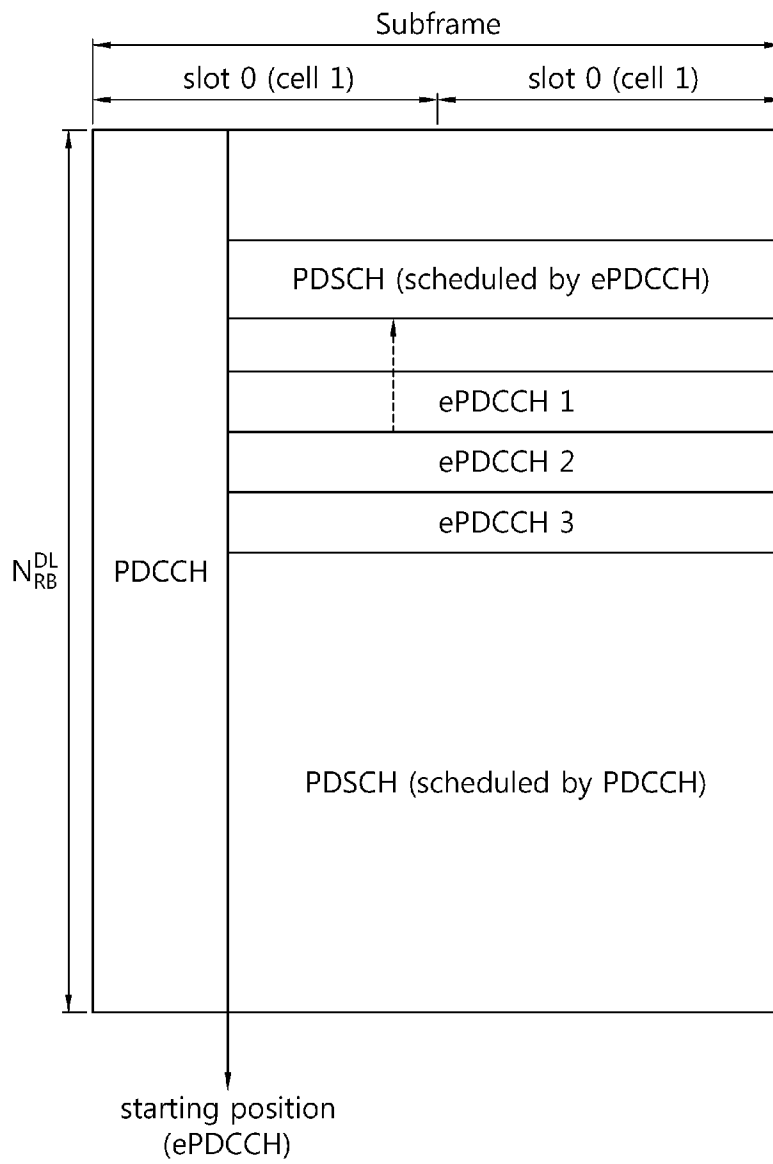 Subframe
slot 0 (cell 1) slot 0 (cell 1)
PDSCH (scheduled by ePDCCH)
ePDCCH 1
ePDCCH 2
ePDCCH 3
N_RB^DL PDCCH
PDSCH (scheduled by PDCCH)
starting position
(ePDCCH)